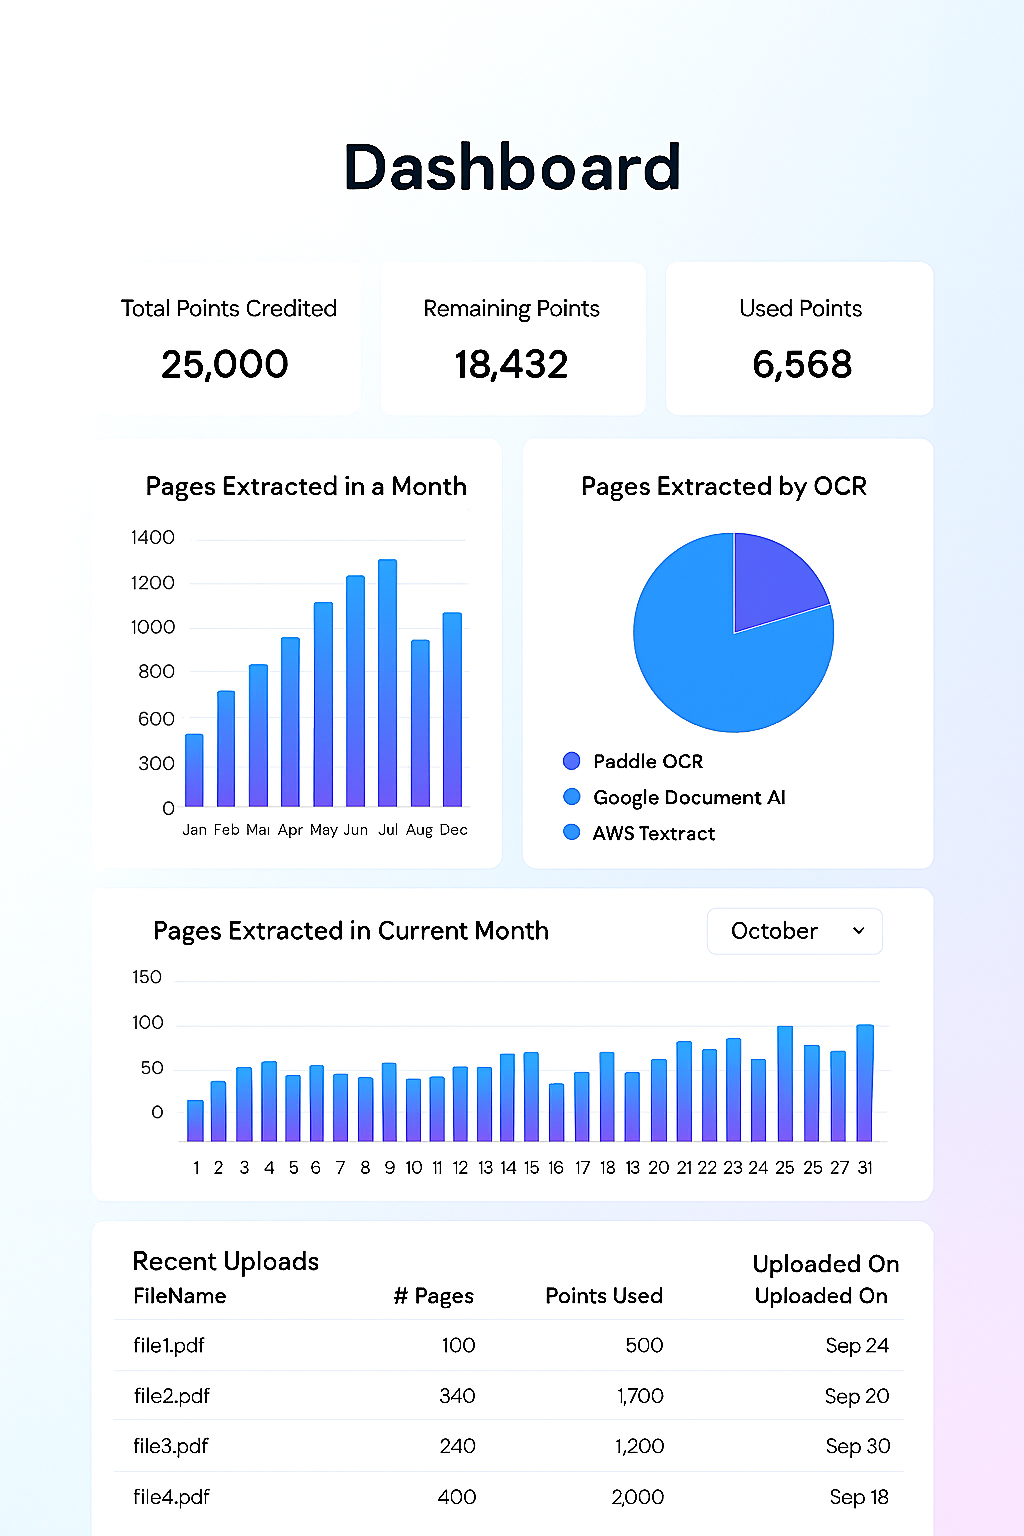 Dashboard
Total Points Credited
25,000
Remaining Points
18,432
Used Points
6,568
Pages Extracted in a Month
1400
1200
1000
800
600
300
0
Jan Feb Mar Apr May Jun Jul Aug Dec
Pages Extracted by OCR
Paddle OCR
Google Document AI
AWS Textract
Pages Extracted in Current Month
October
150
100
50
0
1 2 3 4 5 6 7 8 9 10 11 12 13 14 15 16 17 18 13 20 21 22 23 24 25 25 27 31
Recent Uploads Uploaded On
FileName # Pages Points Used Uploaded On
file1.pdf 100 500 Sep 24
file2.pdf 340 1,700 Sep 20
file3.pdf 240 1,200 Sep 30
file4.pdf 400 2,000 Sep 18